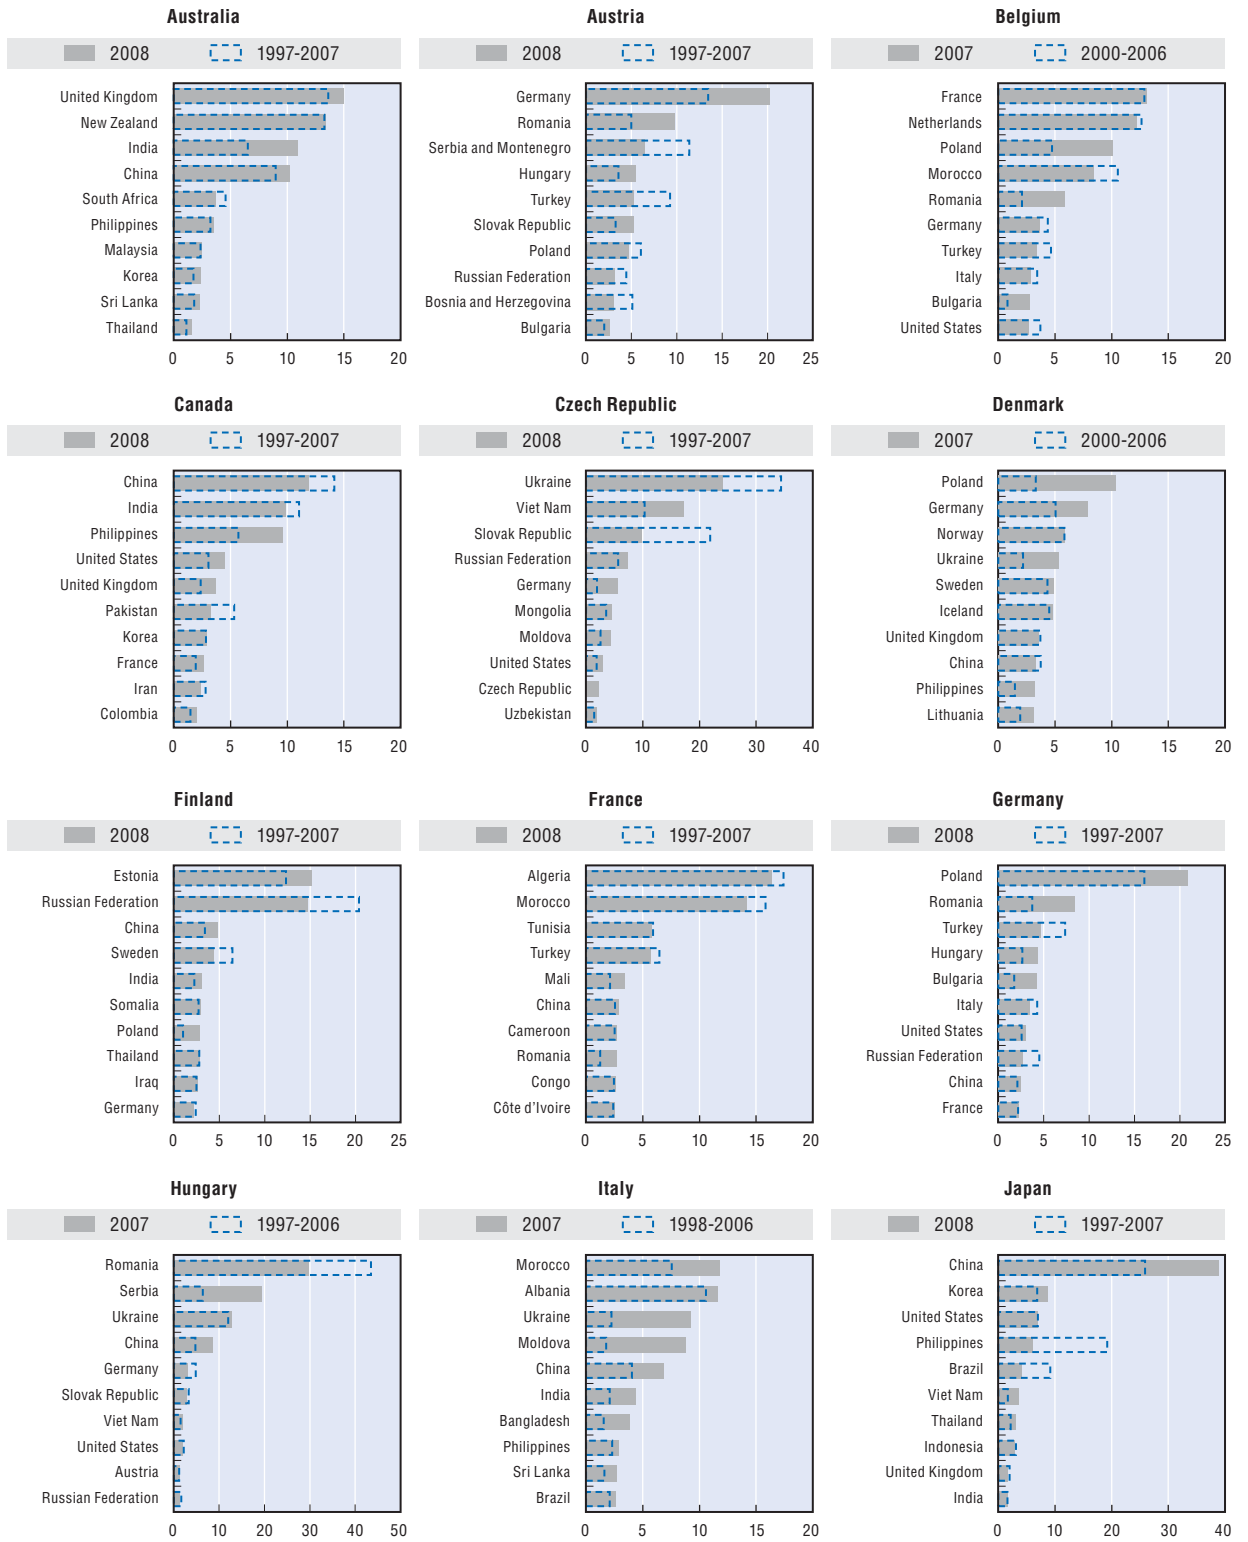 Australia
2008 1997-2007
United Kingdom
New Zealand
India
China
South Africa
Philippines
Malaysia
Korea
Sri Lanka
Thailand
0 5 10 15 20
Austria
2008 1997-2007
Germany
Romania
Serbia and Montenegro
Hungary
Turkey
Slovak Republic
Poland
Russian Federation
Bosnia and Herzegovina
Bulgaria
0 5 10 15 20 25
Belgium
2007 2000-2006
France
Netherlands
Poland
Morocco
Romania
Germany
Turkey
Italy
Bulgaria
United States
0 5 10 15 20
Canada
2008 1997-2007
China
India
Philippines
United States
United Kingdom
Pakistan
Korea
France
Iran
Colombia
0 5 10 15 20
Czech Republic
2008 1997-2007
Ukraine
Viet Nam
Slovak Republic
Russian Federation
Germany
Mongolia
Moldova
United States
Czech Republic
Uzbekistan
0 10 20 30 40
Denmark
2007 2000-2006
Poland
Germany
Norway
Ukraine
Sweden
Iceland
United Kingdom
China
Philippines
Lithuania
0 5 10 15 20
Finland
2008 1997-2007
Estonia
Russian Federation
China
Sweden
India
Somalia
Poland
Thailand
Iraq
Germany
0 5 10 15 20 25
France
2008 1997-2007
Algeria
Morocco
Tunisia
Turkey
Mali
China
Cameroon
Romania
Congo
Côte d'Ivoire
0 5 10 15 20
Germany
2008 1997-2007
Poland
Romania
Turkey
Hungary
Bulgaria
Italy
United States
Russian Federation
China
France
0 5 10 15 20 25
Hungary
2007 1997-2006
Romania
Serbia
Ukraine
China
Germany
Slovak Republic
Viet Nam
United States
Austria
Russian Federation
0 10 20 30 40 50
Italy
2007 1998-2006
Morocco
Albania
Ukraine
Moldova
China
India
Bangladesh
Philippines
Sri Lanka
Brazil
0 5 10 15 20
Japan
2008 1997-2007
China
Korea
United States
Philippines
Brazil
Viet Nam
Thailand
Indonesia
United Kingdom
India
0 10 20 30 40